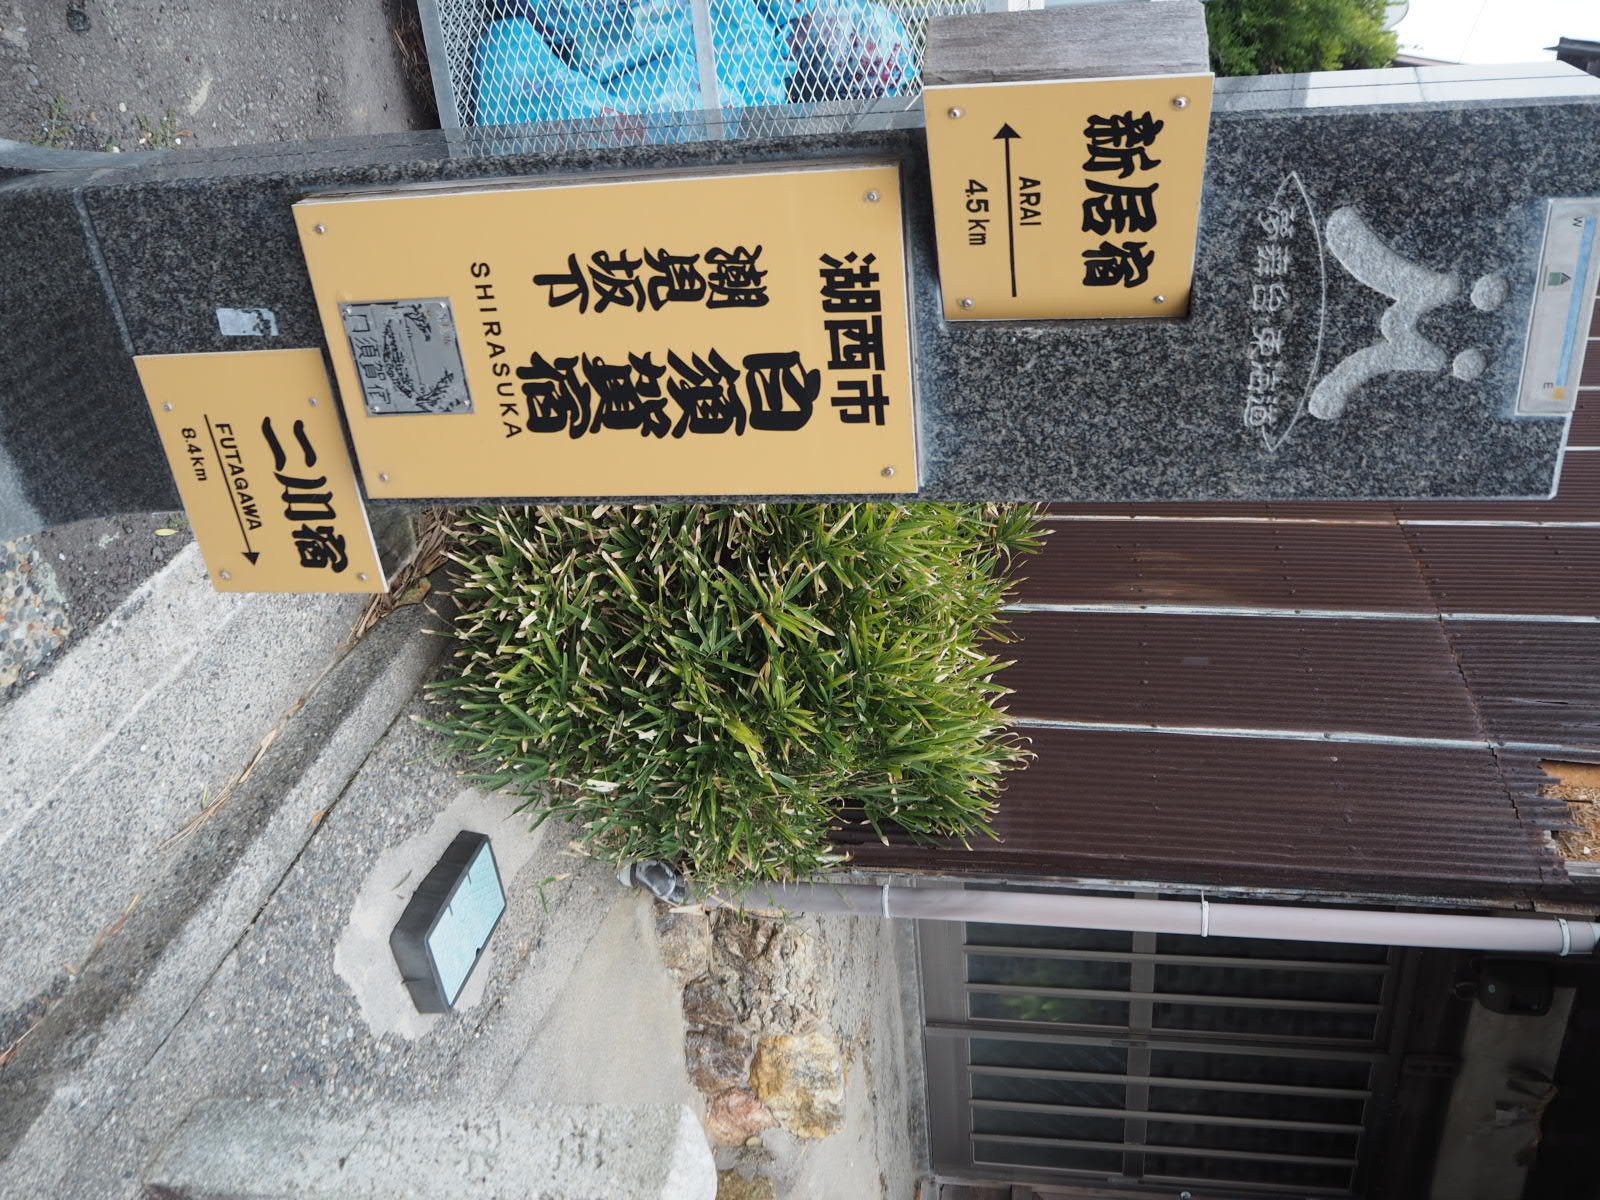 W E
夢舞台東海道
新居宿
ARAI
4.5km
湖西市
白須賀宿
潮見坂下
SHIRASUKA
二川宿
FUTAGAWA
8.4km